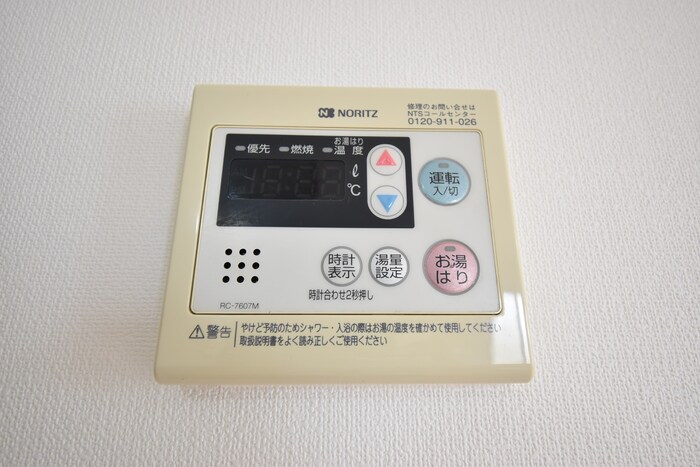 NORITZ
修理のお問い合せは
NTSコールセンター
0120-911-026
優先 燃焼 お湯はり温度
ℓ
℃
運転
入/切
時計
表示
湯量
設定
お湯
はり
時計合わせ2秒押し
RC-7607M
警告
やけど予防のためシャワー・入浴の際はお湯の温度を確かめて使用してください
取扱説明書をよく読み正しくご使用ください